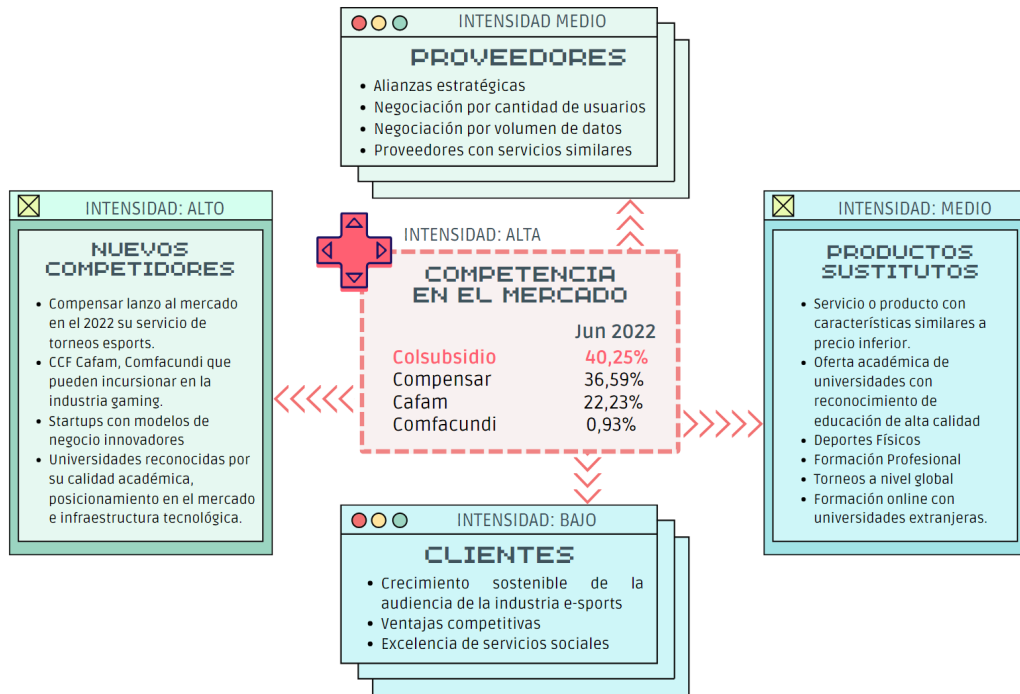 INTENSIDAD MEDIO
PROVEEDORES
• Alianzas estratégicas
• Negociación por cantidad de usuarios
• Negociación por volumen de datos
• Proveedores con servicios similares
INTENSIDAD: ALTO
NUEVOS
COMPETIDORES
• Compensar lanzo al mercado
en el 2022 su servicio de
torneos esports.
• CCF Cafam, Comfacundi que
pueden incursionar en la
industria gaming.
• Startups con modelos de
negocio innovadores
• Universidades reconocidas por
su calidad académica,
posicionamiento en el mercado
e infraestructura tecnológica.
INTENSIDAD: ALTA
COMPETENCIA
EN EL MERCADO
Jun 2022
Colsubsidio 40,25%
Compensar 36,59%
Cafam 22,23%
Comfacundi 0,93%
INTENSIDAD: MEDIO
PRODUCTOS
SUSTITUTOS
• Servicio o producto con
características similares a
precio inferior.
• Oferta académica de
universidades con
reconocimiento de
educación de alta calidad
• Deportes Físicos
• Formación Profesional
• Torneos a nivel global
• Formación online con
universidades extranjeras.
INTENSIDAD: BAJO
CLIENTES
• Crecimiento sostenible de la
audiencia de la industria e-sports
• Ventajas competitivas
• Excelencia de servicios sociales